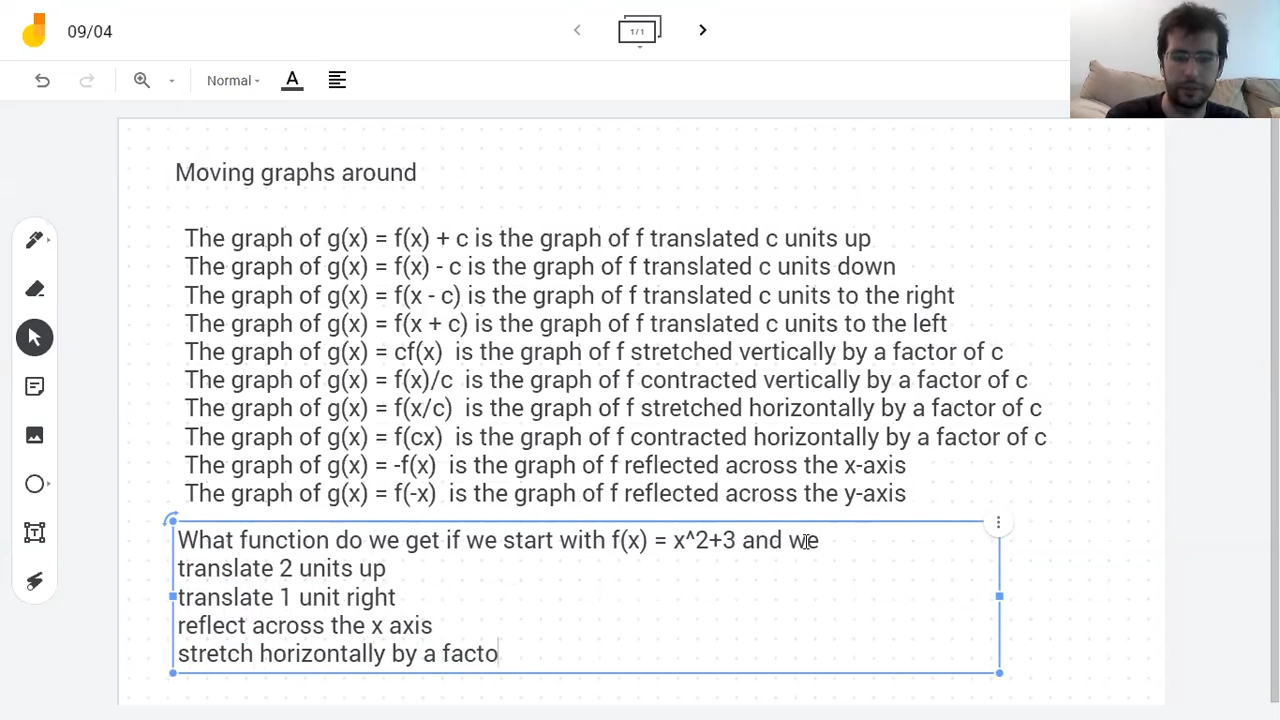 09/04
1/1
Normal
A
Moving graphs around
The graph of g(x) = f(x) + c is the graph of f translated c units up
The graph of g(x) = f(x) - c is the graph of f translated c units down
The graph of g(x) = f(x - c) is the graph of f translated c units to the right
The graph of g(x) = f(x + c) is the graph of f translated c units to the left
The graph of g(x) = cf(x) is the graph of f stretched vertically by a factor of c
The graph of g(x) = f(x)/c is the graph of f contracted vertically by a factor of c
The graph of g(x) = f(x/c) is the graph of f stretched horizontally by a factor of c
The graph of g(x) = f(cx) is the graph of f contracted horizontally by a factor of c
The graph of g(x) = -f(x) is the graph of f reflected across the x-axis
The graph of g(x) = f(-x) is the graph of f reflected across the y-axis
What function do we get if we start with f(x) = x^2+3 and we
translate 2 units up
translate 1 unit right
reflect across the x axis
stretch horizontally by a facto